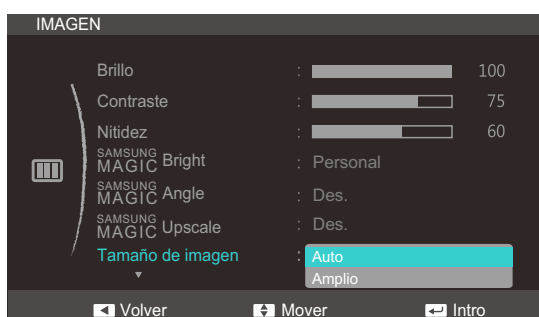 IMAGEN
Brillo : 100
Contraste : 75
Nitidez : 60
SAMSUNG MAGIC Bright : Personal
SAMSUNG MAGIC Angle : Des.
SAMSUNG MAGIC Upscale : Des.
Tamaño de imagen : Auto
Amplio
Volver Mover Intro